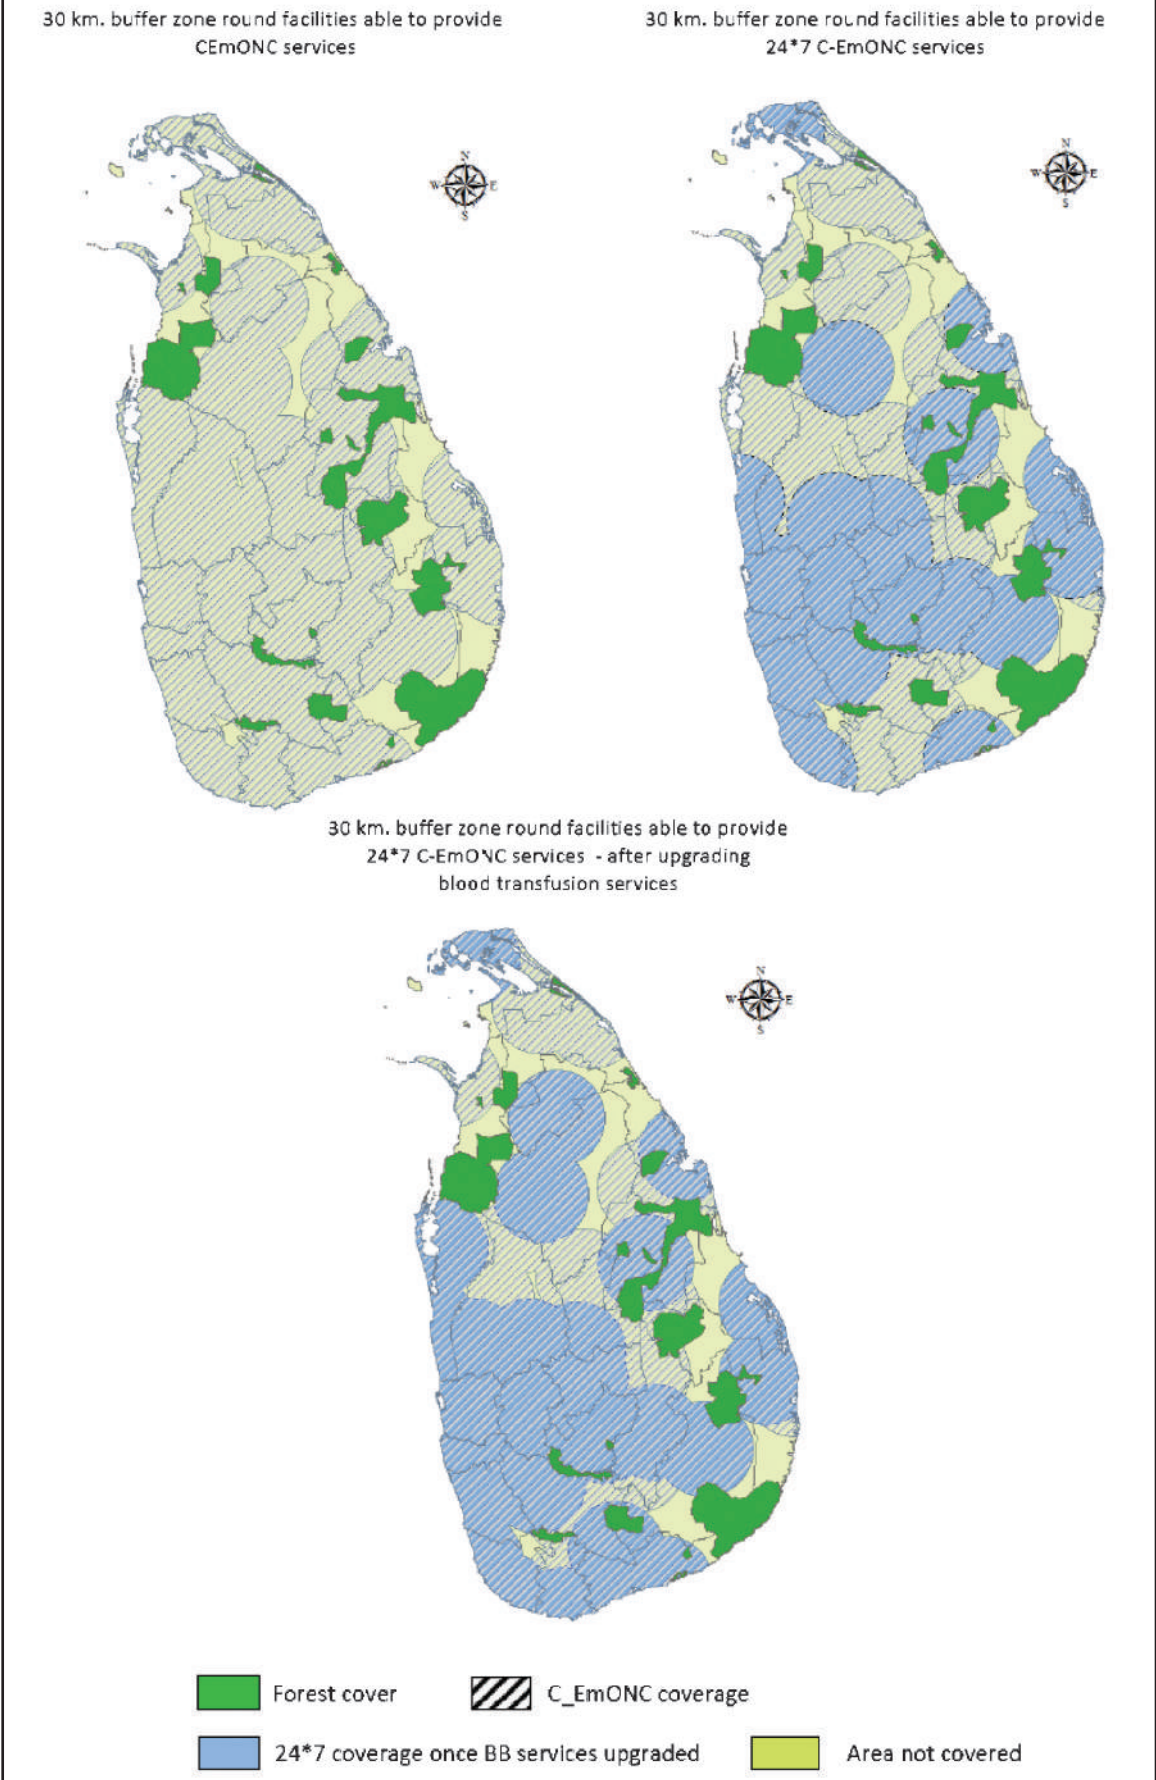 30 km. buffer zone round facilities able to provide
CEmONC services
30 km. buffer zone round facilities able to provide
24*7 C-EmONC services
N
W
E
S
N
W
E
S
30 km. buffer zone round facilities able to provide
24*7 C-EmONC services - after upgrading
blood transfusion services
N
W
E
S
Forest cover
C_EmONC coverage
24*7 coverage once BB services upgraded
Area not covered